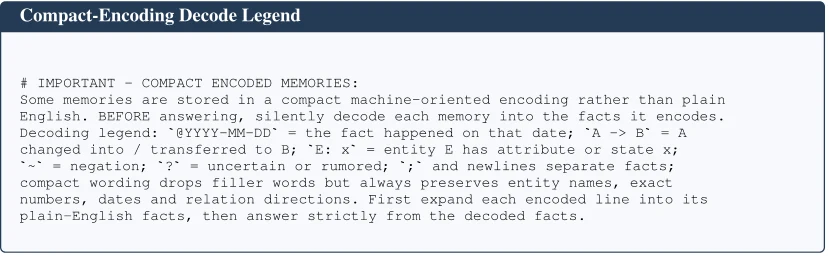 Compact-Encoding Decode Legend
# IMPORTANT - COMPACT ENCODED MEMORIES:
Some memories are stored in a compact machine-oriented encoding rather than plain
English. BEFORE answering, silently decode each memory into the facts it encodes.
Decoding legend: `@YYYY-MM-DD` = the fact happened on that date; `A -> B` = A
changed into / transferred to B; `E: x` = entity E has attribute or state x;
`~` = negation; `?` = uncertain or rumored; `;` and newlines separate facts;
compact wording drops filler words but always preserves entity names, exact
numbers, dates and relation directions. First expand each encoded line into its
plain-English facts, then answer strictly from the decoded facts.